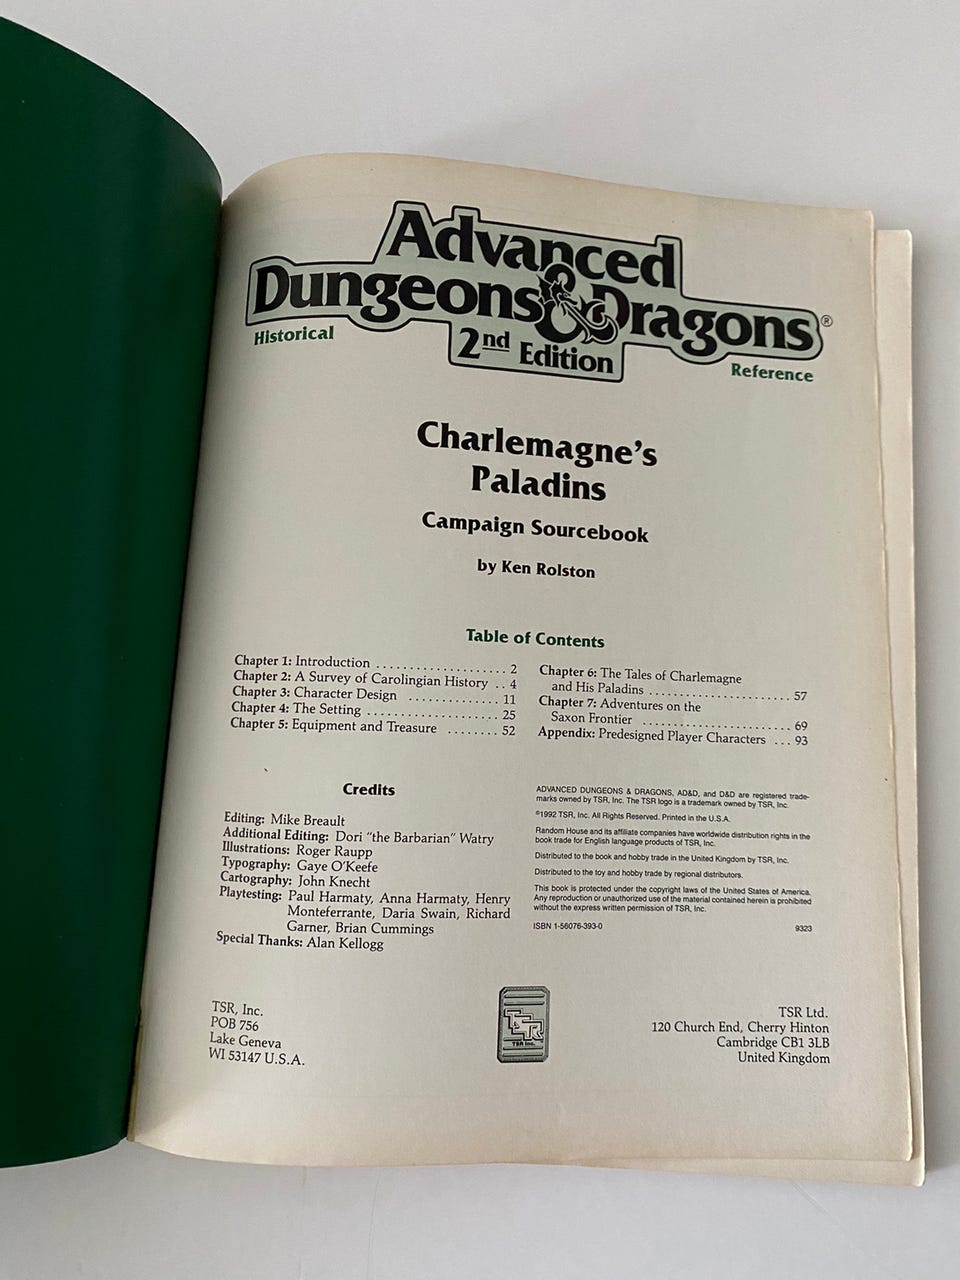 Advanced
Dungeons & Dragons®
2nd Edition
Historical
Reference
Charlemagne's
Paladins
Campaign Sourcebook
by Ken Rolston
Table of Contents
Chapter 1: Introduction .................... 2
Chapter 2: A Survey of Carolingian History .. 4
Chapter 3: Character Design ............. 11
Chapter 4: The Setting .................... 25
Chapter 5: Equipment and Treasure ........ 52
Chapter 6: The Tales of Charlemagne
and His Paladins ...................... 57
Chapter 7: Adventures on the
Saxon Frontier ....................... 69
Appendix: Predesigned Player Characters ... 93
Credits
Editing: Mike Breault
Additional Editing: Dori "the Barbarian" Watry
Illustrations: Roger Raupp
Typography: Gaye O'Keefe
Cartography: John Knecht
Playtesting: Paul Harmaty, Anna Harmaty, Henry
Monteferrante, Daria Swain, Richard
Garner, Brian Cummings
Special Thanks: Alan Kellogg
ADVANCED DUNGEONS & DRAGONS, AD&D, and D&D are registered trade-
marks owned by TSR, Inc. The TSR logo is a trademark owned by TSR, Inc.
©1992 TSR, Inc. All Rights Reserved. Printed in the U.S.A.
Random House and its affiliate companies have worldwide distribution rights in the
book trade for English language products of TSR, Inc.
Distributed to the book and hobby trade in the United Kingdom by TSR, Inc.
Distributed to the toy and hobby trade by regional distributors.
This book is protected under the copyright laws of the United States of America.
Any reproduction or unauthorized use of the material contained herein is prohibited
without the express written permission of TSR, Inc.
ISBN 1-56076-393-0 9323
TSR, Inc.
POB 756
Lake Geneva
WI 53147 U.S.A.
TSR
TSR Inc.
TSR Ltd.
120 Church End, Cherry Hinton
Cambridge CB1 3LB
United Kingdom